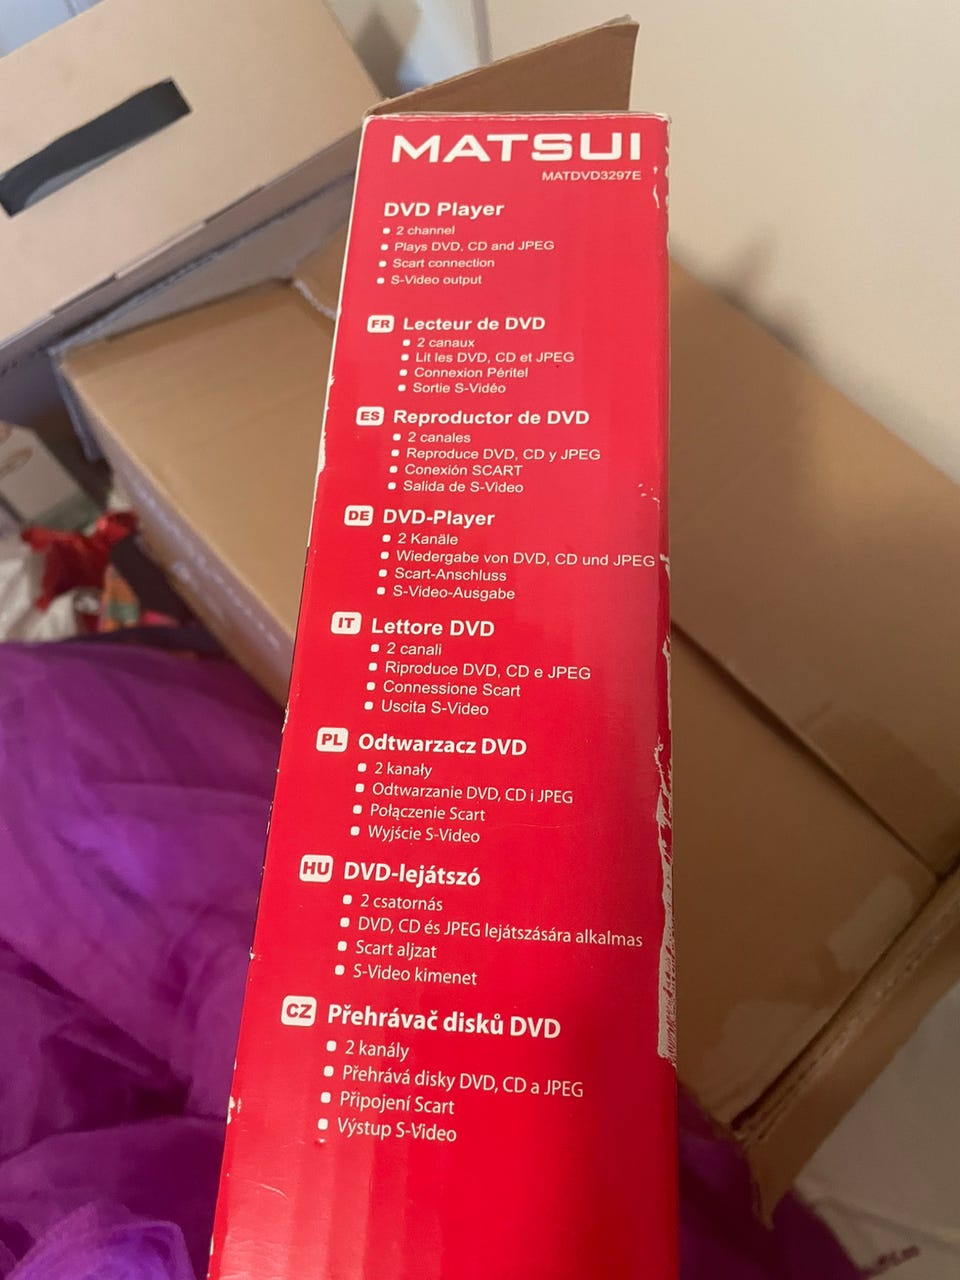 MATSUI
MATDVD3297E
DVD Player
2 channel
Plays DVD, CD and JPEG
Scart connection
S-Video output
FR Lecteur de DVD
2 canaux
Lit les DVD, CD et JPEG
Connexion Péritel
Sortie S-Vidéo
ES Reproductor de DVD
2 canales
Reproduce DVD, CD y JPEG
Conexión SCART
Salida de S-Video
DE DVD-Player
2 Kanäle
Wiedergabe von DVD, CD und JPEG
Scart-Anschluss
S-Video-Ausgabe
IT Lettore DVD
2 canali
Riproduce DVD, CD e JPEG
Connessione Scart
Uscita S-Video
PL Odtwarzacz DVD
2 kanały
Odtwarzanie DVD, CD i JPEG
Połączenie Scart
Wyjście S-Video
HU DVD-lejátszó
2 csatornás
DVD, CD és JPEG lejátszására alkalmas
Scart aljzat
S-Video kimenet
CZ Přehrávač disků DVD
2 kanály
Přehrává disky DVD, CD a JPEG
Připojení Scart
Výstup S-Video